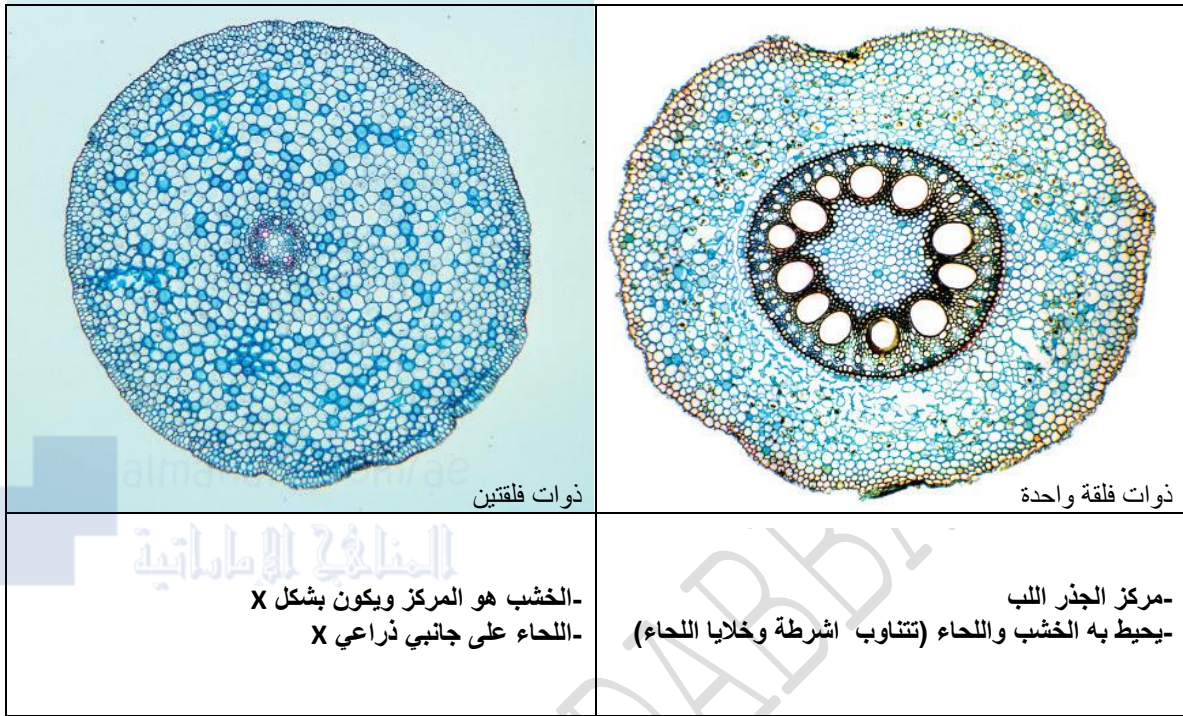 ذوات فلقة واحدة
ذوات فلقتين
-مركز الجذر اللب
-يحيط به الخشب واللحاء (تتناوب اشرطة وخلايا اللحاء)
-الخشب هو المركز ويكون بشكل X
-اللحاء على جانبي ذراعي X
المناهج الإماراتية